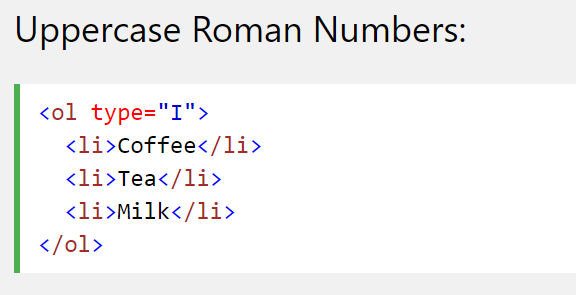 Uppercase Roman Numbers:
<ol type="I">
  <li>Coffee</li>
  <li>Tea</li>
  <li>Milk</li>
</ol>